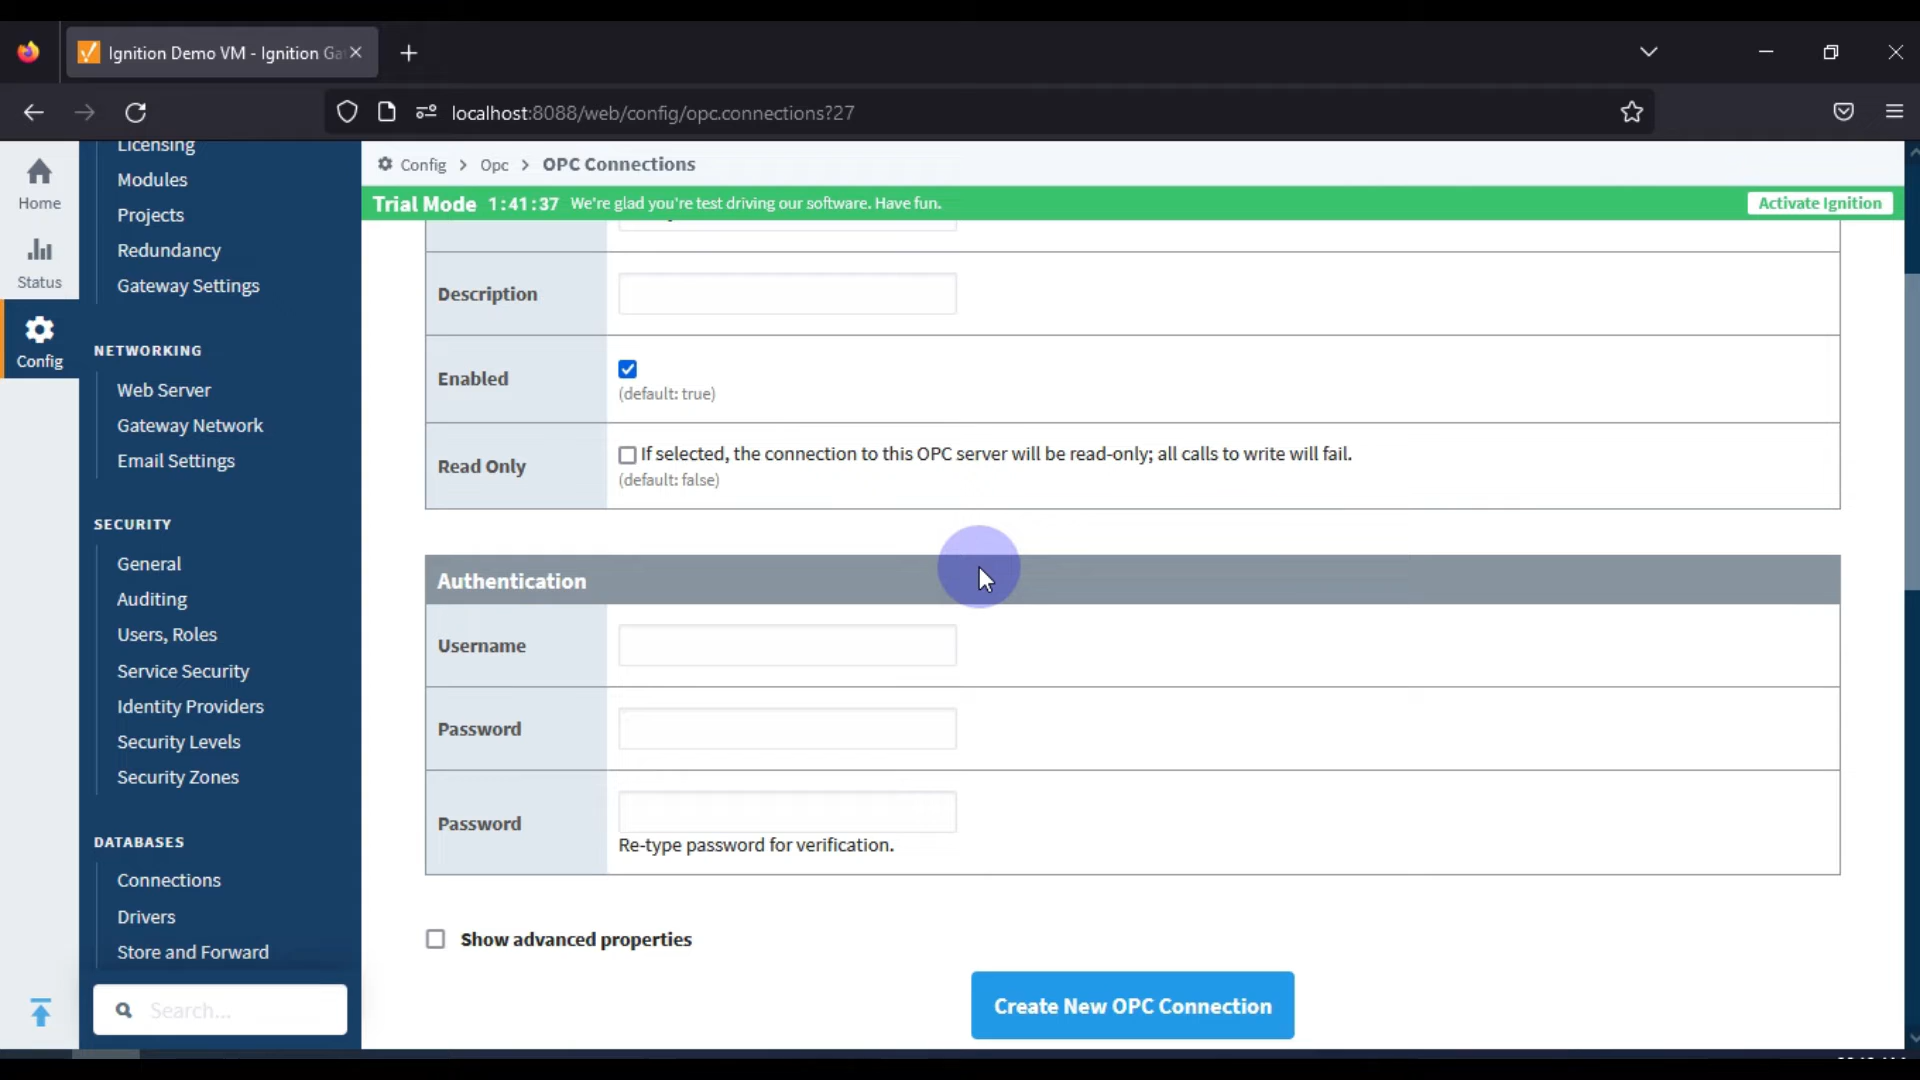 Ignition Demo VM - Ignition Ga
localhost:8088/web/config/opc.connections?27
Home
Status
Config
Licensing
Modules
Projects
Redundancy
Gateway Settings
NETWORKING
Web Server
Gateway Network
Email Settings
SECURITY
General
Auditing
Users, Roles
Service Security
Identity Providers
Security Levels
Security Zones
DATABASES
Connections
Drivers
Store and Forward
Search...
Config > Opc > OPC Connections
Trial Mode 1:41:37 We're glad you're test driving our software. Have fun.
Activate Ignition
Description
Enabled
(default: true)
Read Only
If selected, the connection to this OPC server will be read-only; all calls to write will fail.
(default: false)
Authentication
Username
Password
Password
Re-type password for verification.
Show advanced properties
Create New OPC Connection